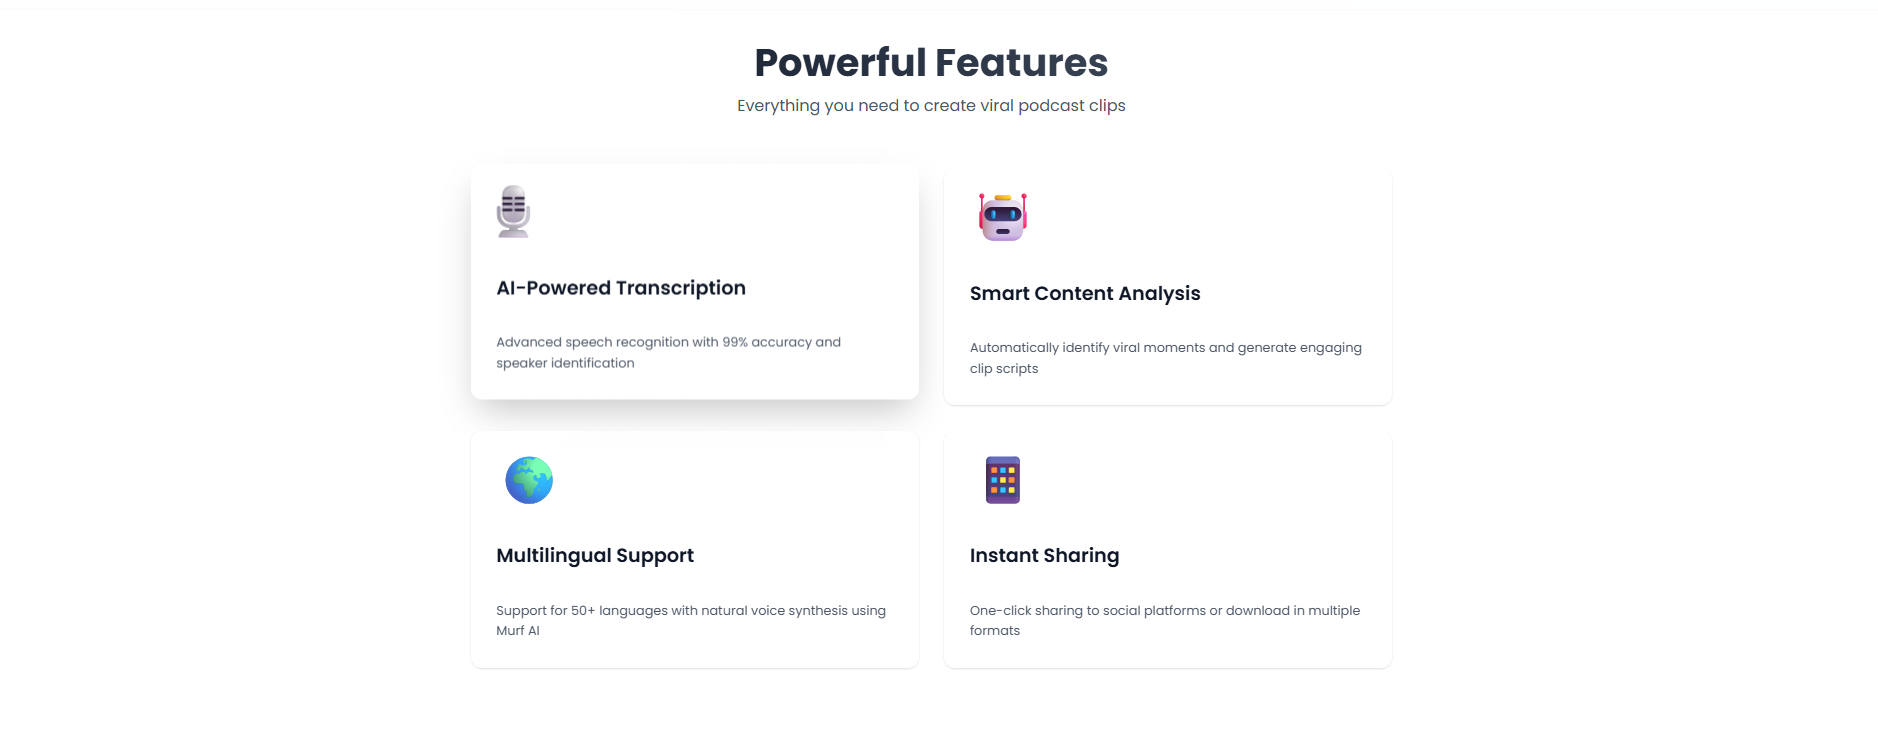 Powerful Features
Everything you need to create viral podcast clips
AI-Powered Transcription
Advanced speech recognition with 99% accuracy and
speaker identification
Smart Content Analysis
Automatically identify viral moments and generate engaging
clip scripts
Multilingual Support
Support for 50+ languages with natural voice synthesis using
Murf AI
Instant Sharing
One-click sharing to social platforms or download in multiple
formats